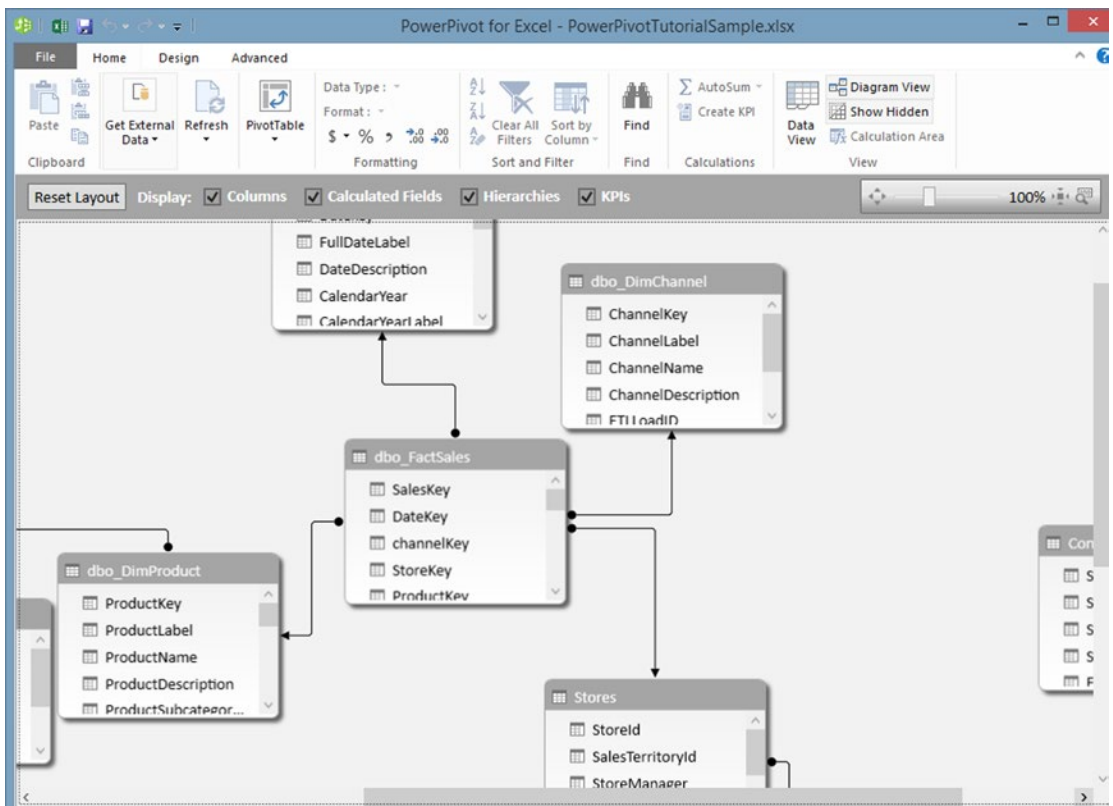 PowerPivot for Excel - PowerPivotTutorialSample.xlsx
File Home Design Advanced
Paste
Get External Data
Refresh
PivotTable
Data Type :
Format :
$ % ,
Clear All Filters
Sort by Column
Find
AutoSum
Create KPI
Data View
Diagram View
Show Hidden
Calculation Area
Clipboard Formatting Sort and Filter Find Calculations View
Reset Layout Display: Columns Calculated Fields Hierarchies KPIs 100%
FullDateLabel
DateDescription
CalendarYear
CalendarYearLabel
dbo_DimChannel
ChannelKey
ChannelLabel
ChannelName
ChannelDescription
ETLLoadID
dbo_FactSales
SalesKey
DateKey
channelKey
StoreKey
ProductKey
dbo_DimProduct
ProductKey
ProductLabel
ProductName
ProductDescription
ProductSubcategor...
Stores
StoreId
SalesTerritoryId
StoreManager
Con
S
S
S
S